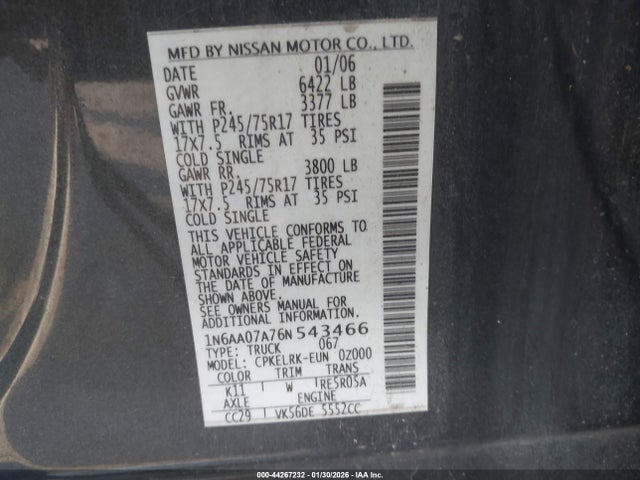 MFD BY NISSAN MOTOR CO., LTD.
DATE 01/06
GVWR 6422 LB
GAWR FR. 3377 LB
WITH P245/75R17 TIRES
17X7.5 RIMS AT 35 PSI
COLD SINGLE
GAWR RR. 3800 LB
WITH P245/75R17 TIRES
17X7.5 RIMS AT 35 PSI
COLD SINGLE
THIS VEHICLE CONFORMS TO
ALL APPLICABLE FEDERAL
MOTOR VEHICLE SAFETY
STANDARDS IN EFFECT ON
THE DATE OF MANUFACTURE
SHOWN ABOVE.
SEE OWNERS MANUAL FOR
ADDITIONAL INFORMATION.
1N6AA07A76N543466
TYPE: TRUCK 067
MODEL: CPKELRK-EUN 0Z000
COLOR TRIM TRANS
K11 W RE5R05A
AXLE ENGINE
CC29 VK56DE 5552CC
000-44267232 - 01/30/2026 - IAA Inc.